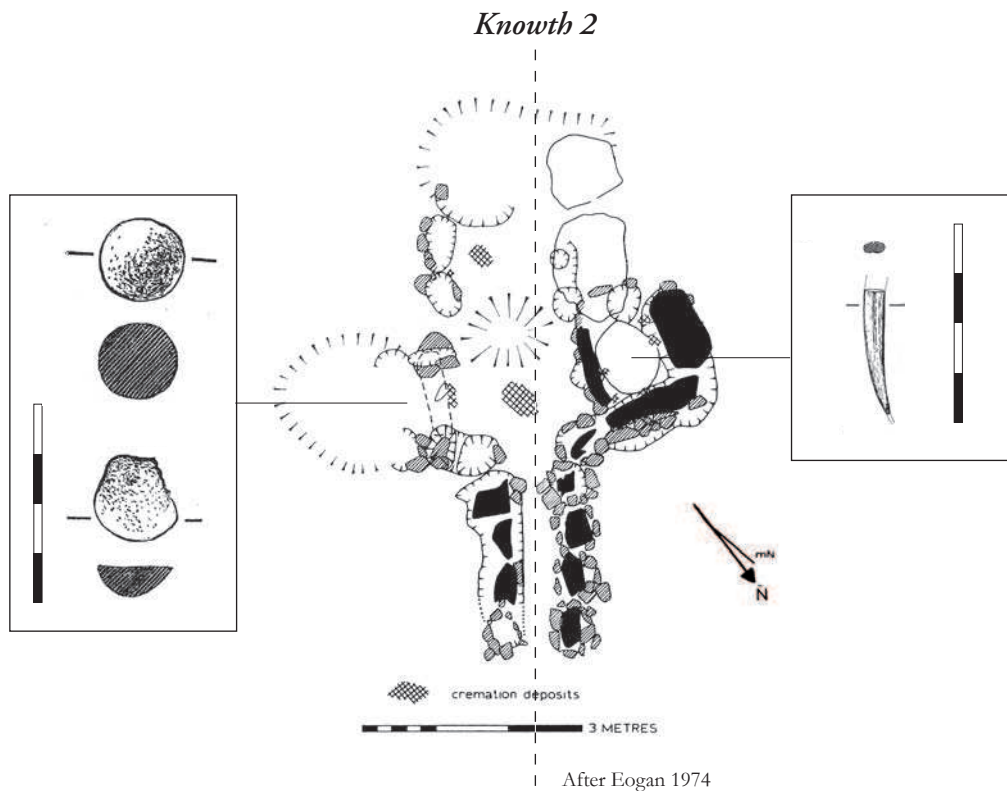 Knowth 2
mN
N
cremation deposits
3 METRES
After Eogan 1974